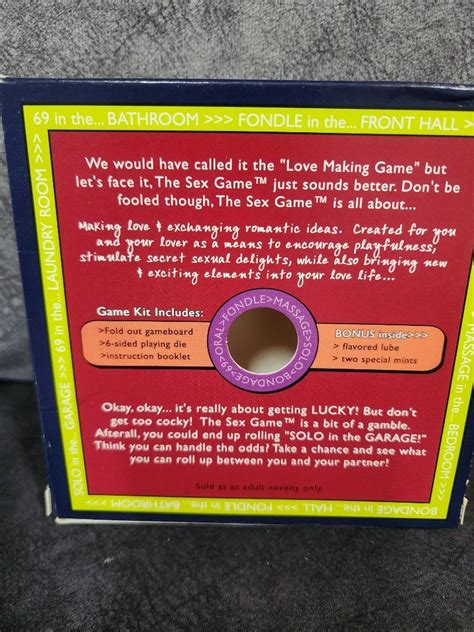 69 in the... BATHROOM >>> FONDLE in the... FRONT HALL >
We would have called it the "Love Making Game" but
let's face it, The Sex Game™ just sounds better. Don't be
fooled though, The Sex Game™ is all about...
Making love & exchanging romantic ideas. Created for you
and your lover as a means to encourage playfulness,
stimulate secret sexual delights, while also bringing new
& exciting elements into your love life...
Game Kit Includes:
>Fold out gameboard
>6-sided playing die
>instruction booklet
69>ORAL>FONDLE>MASSAGE>SOLO>BONDAGE>
BONUS inside>>>
> flavored lube
> two special mints
Okay, okay... it's really about getting LUCKY! But don't
get too cocky! The Sex Game™ is a bit of a gamble.
Afterall, you could end up rolling "SOLO in the GARAGE!"
Think you can handle the odds? Take a chance and see what
you can roll up between you and your partner!
Sold as an adult novelty only.
SOLO in the... GARAGE >>> 69 in the... LAUNDRY ROOM >>>
in the... BEDROOM >>>
BONDAGE in the... HALL >>> FONDLE in the... BATHROOM